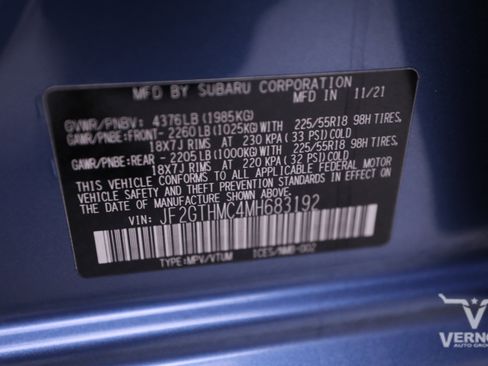 MFD BY SUBARU CORPORATION
MFD IN 11/21
GVWR/PNBV: 4376LB (1985KG)
GAWR/PNBE:FRONT- 2260LB(1025KG)WITH 225/55R18 98H TIRES,
18X7J RIMS AT 230 KPA (33 PSI)COLD
GAWR/PNBE:REAR - 2205LB(1000KG)WITH 225/55R18 98H TIRES,
18X7J RIMS AT 220 KPA( 32 PSI)COLD
THIS VEHICLE CONFORMS TO ALL APPLICABLE FEDERAL MOTOR
VEHICLE SAFETY AND THEFT PREVENTION STANDARDS IN EFFECT
ON THE DATE OF MANUFACTURE SHOWN ABOVE.
VIN: JF2GTHMC4MH683192
TYPE:MPV/VTUM ICES/NMB-002
VERNO
AUTO GROU